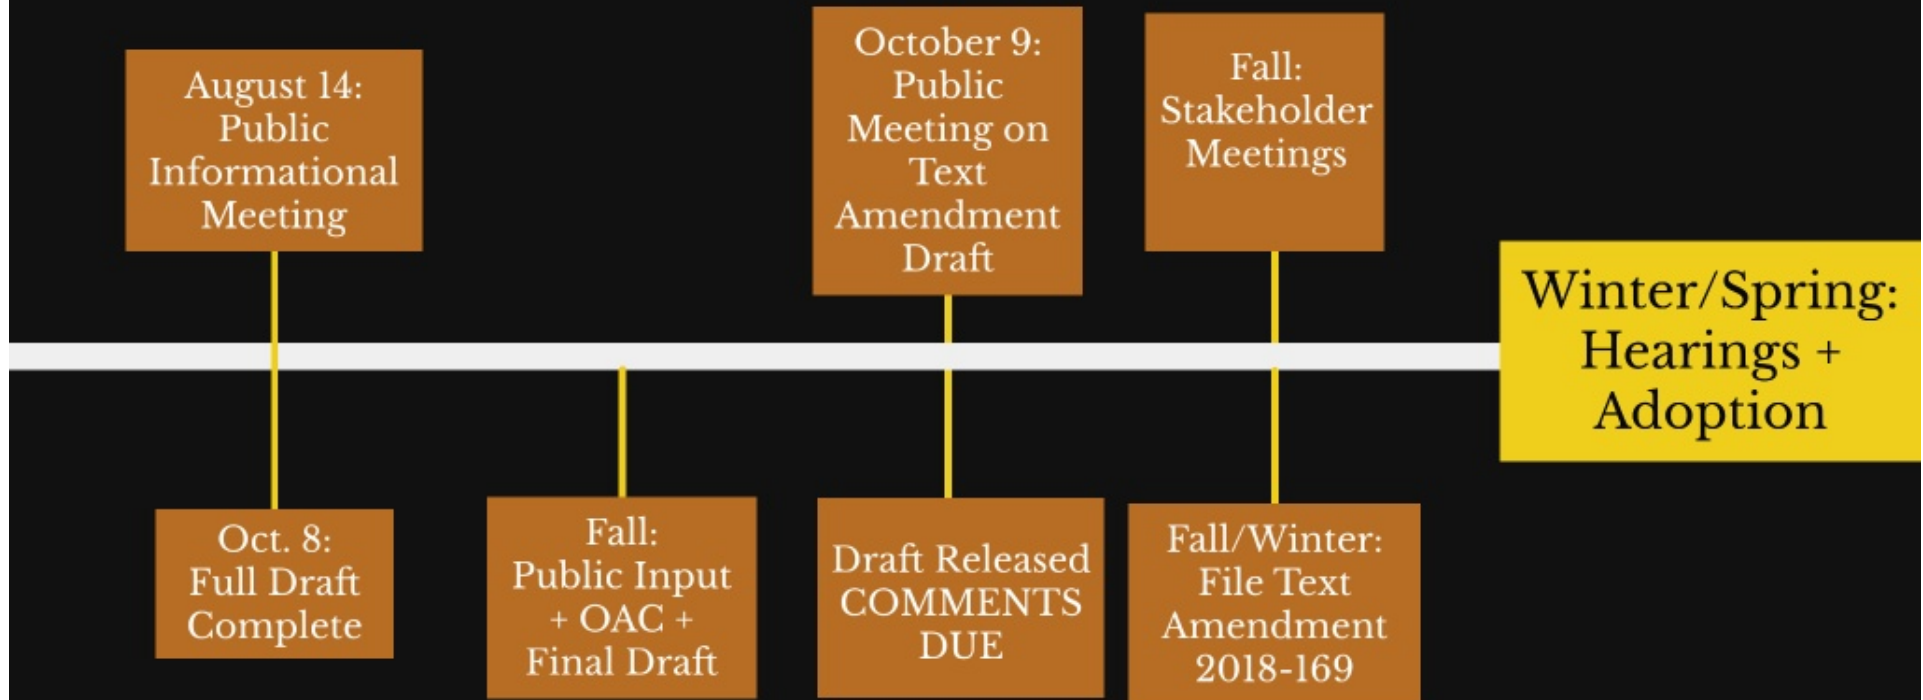 August 14:
Public
Informational
Meeting
October 9:
Public
Meeting on
Text
Amendment
Draft
Fall:
Stakeholder
Meetings
Winter/Spring:
Hearings +
Adoption
Oct. 8:
Full Draft
Complete
Fall:
Public Input
+ OAC +
Final Draft
Draft Released
COMMENTS
DUE
Fall/Winter:
File Text
Amendment
2018-169